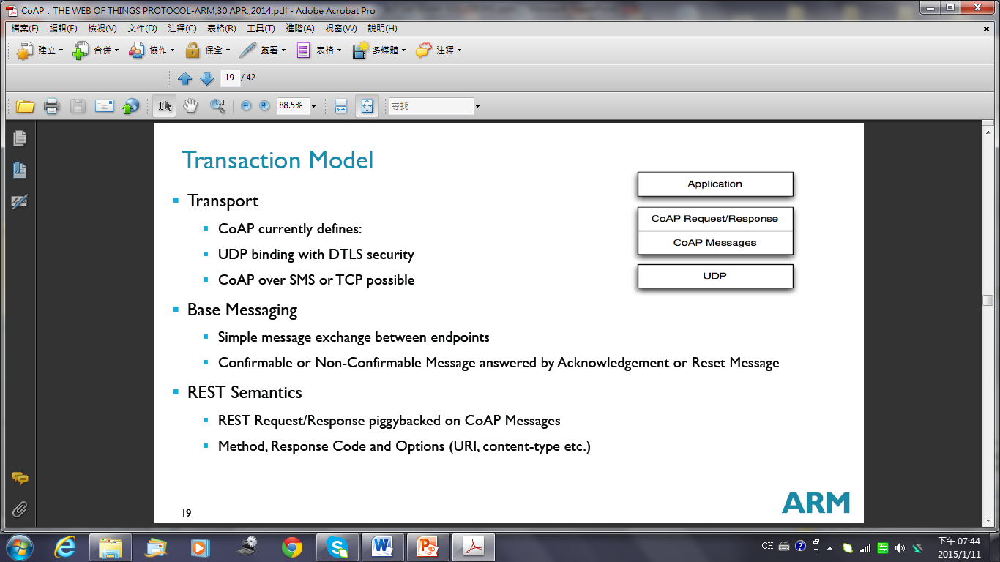 CoAP：THE WEB OF THINGS PROTOCOL-ARM,30 APR.,2014.pdf - Adobe Acrobat Pro
檔案(F) 編輯(E) 檢視(V) 文件(D) 注釋(C) 表格(R) 工具(T) 進階(A) 視窗(W) 說明(H)
建立 合併 協作 保全 簽署 表格 多媒體 注釋
19 / 42
88.5% 尋找
Transaction Model
Transport
CoAP currently defines:
UDP binding with DTLS security
CoAP over SMS or TCP possible
Base Messaging
Simple message exchange between endpoints
Confirmable or Non-Confirmable Message answered by Acknowledgement or Reset Message
REST Semantics
REST Request/Response piggybacked on CoAP Messages
Method, Response Code and Options (URI, content-type etc.)
Application
CoAP Request/Response
CoAP Messages
UDP
19
ARM
CH
下午 07:44
2015/1/11